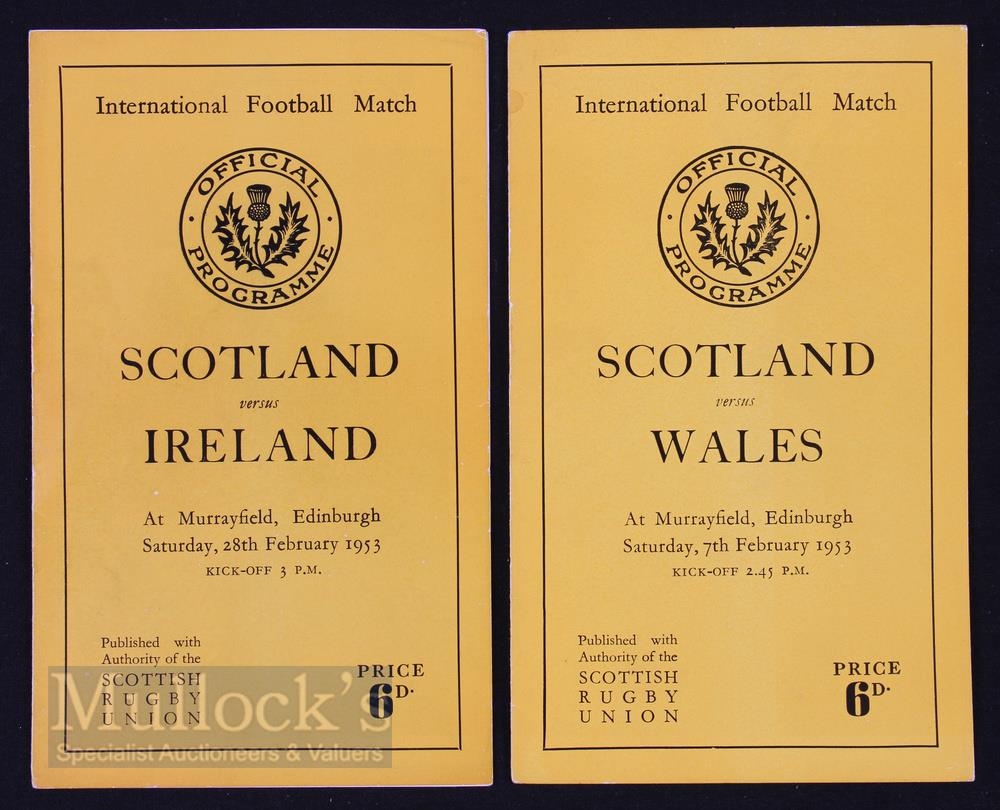 International Football Match
OFFICIAL
PROGRAMME
SCOTLAND
versus
IRELAND
At Murrayfield, Edinburgh
Saturday, 28th February 1953
KICK-OFF 3 P.M.
Published with
Authority of the
SCOTTISH
RUGBY
UNION
PRICE
6D.
Mullock's
Specialist Auctioneers & Valuers
International Football Match
OFFICIAL
PROGRAMME
SCOTLAND
versus
WALES
At Murrayfield, Edinburgh
Saturday, 7th February 1953
KICK-OFF 2.45 P.M.
Published with
Authority of the
SCOTTISH
RUGBY
UNION
PRICE
6D.